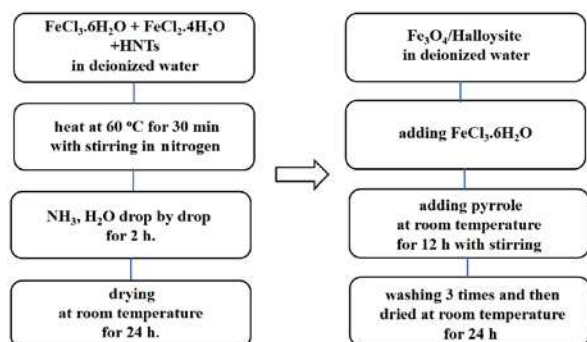 FeCl₃.6H₂O + FeCl₂.4H₂O
+HNTs
in deionized water
heat at 60 °C for 30 min
with stirring in nitrogen
NH₃, H₂O drop by drop
for 2 h.
drying
at room temperature
for 24 h.
Fe₃O₄/Halloysite
in deionized water
adding FeCl₃.6H₂O
adding pyrrole
at room temperature
for 12 h with stirring
washing 3 times and then
dried at room temperature
for 24 h